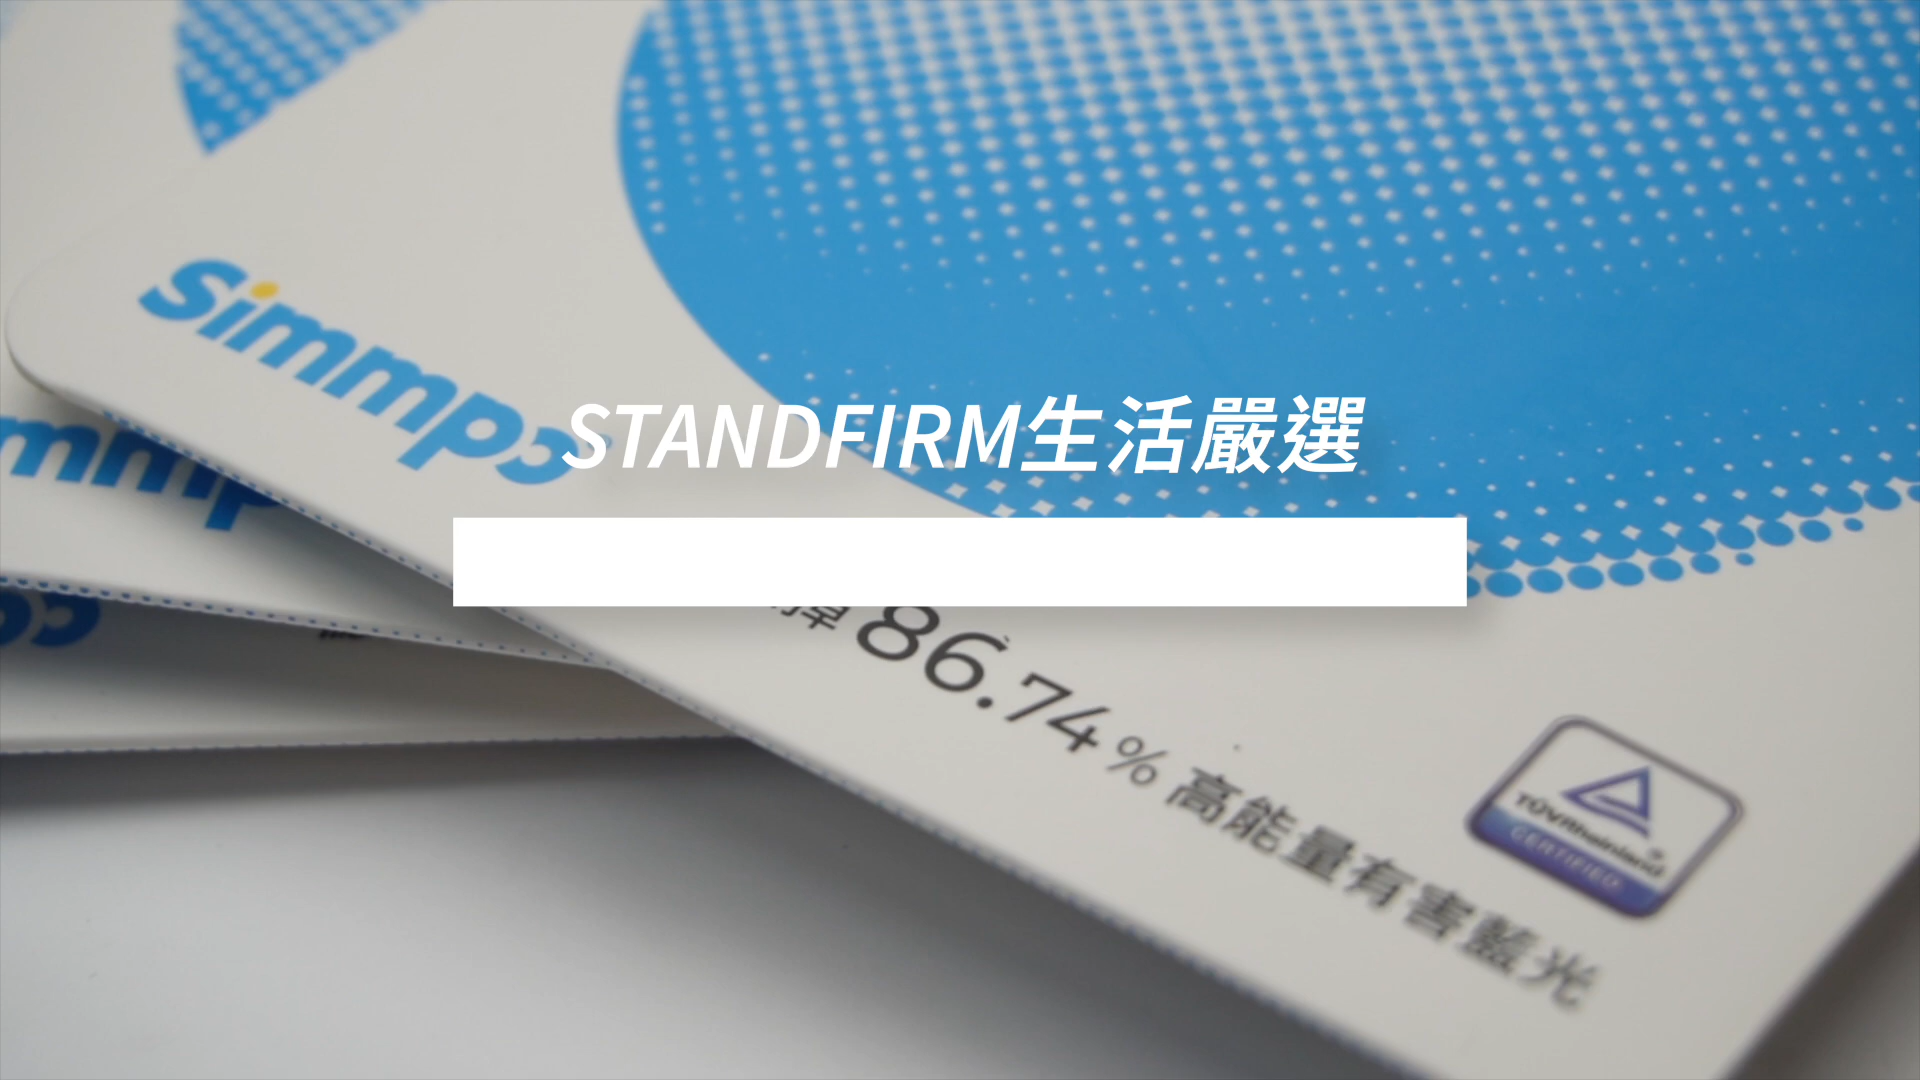 simmpo
STANDFIRM生活嚴選
掉 86.74% 高能量有害藍光
TÜVRheinland
CERTIFIED